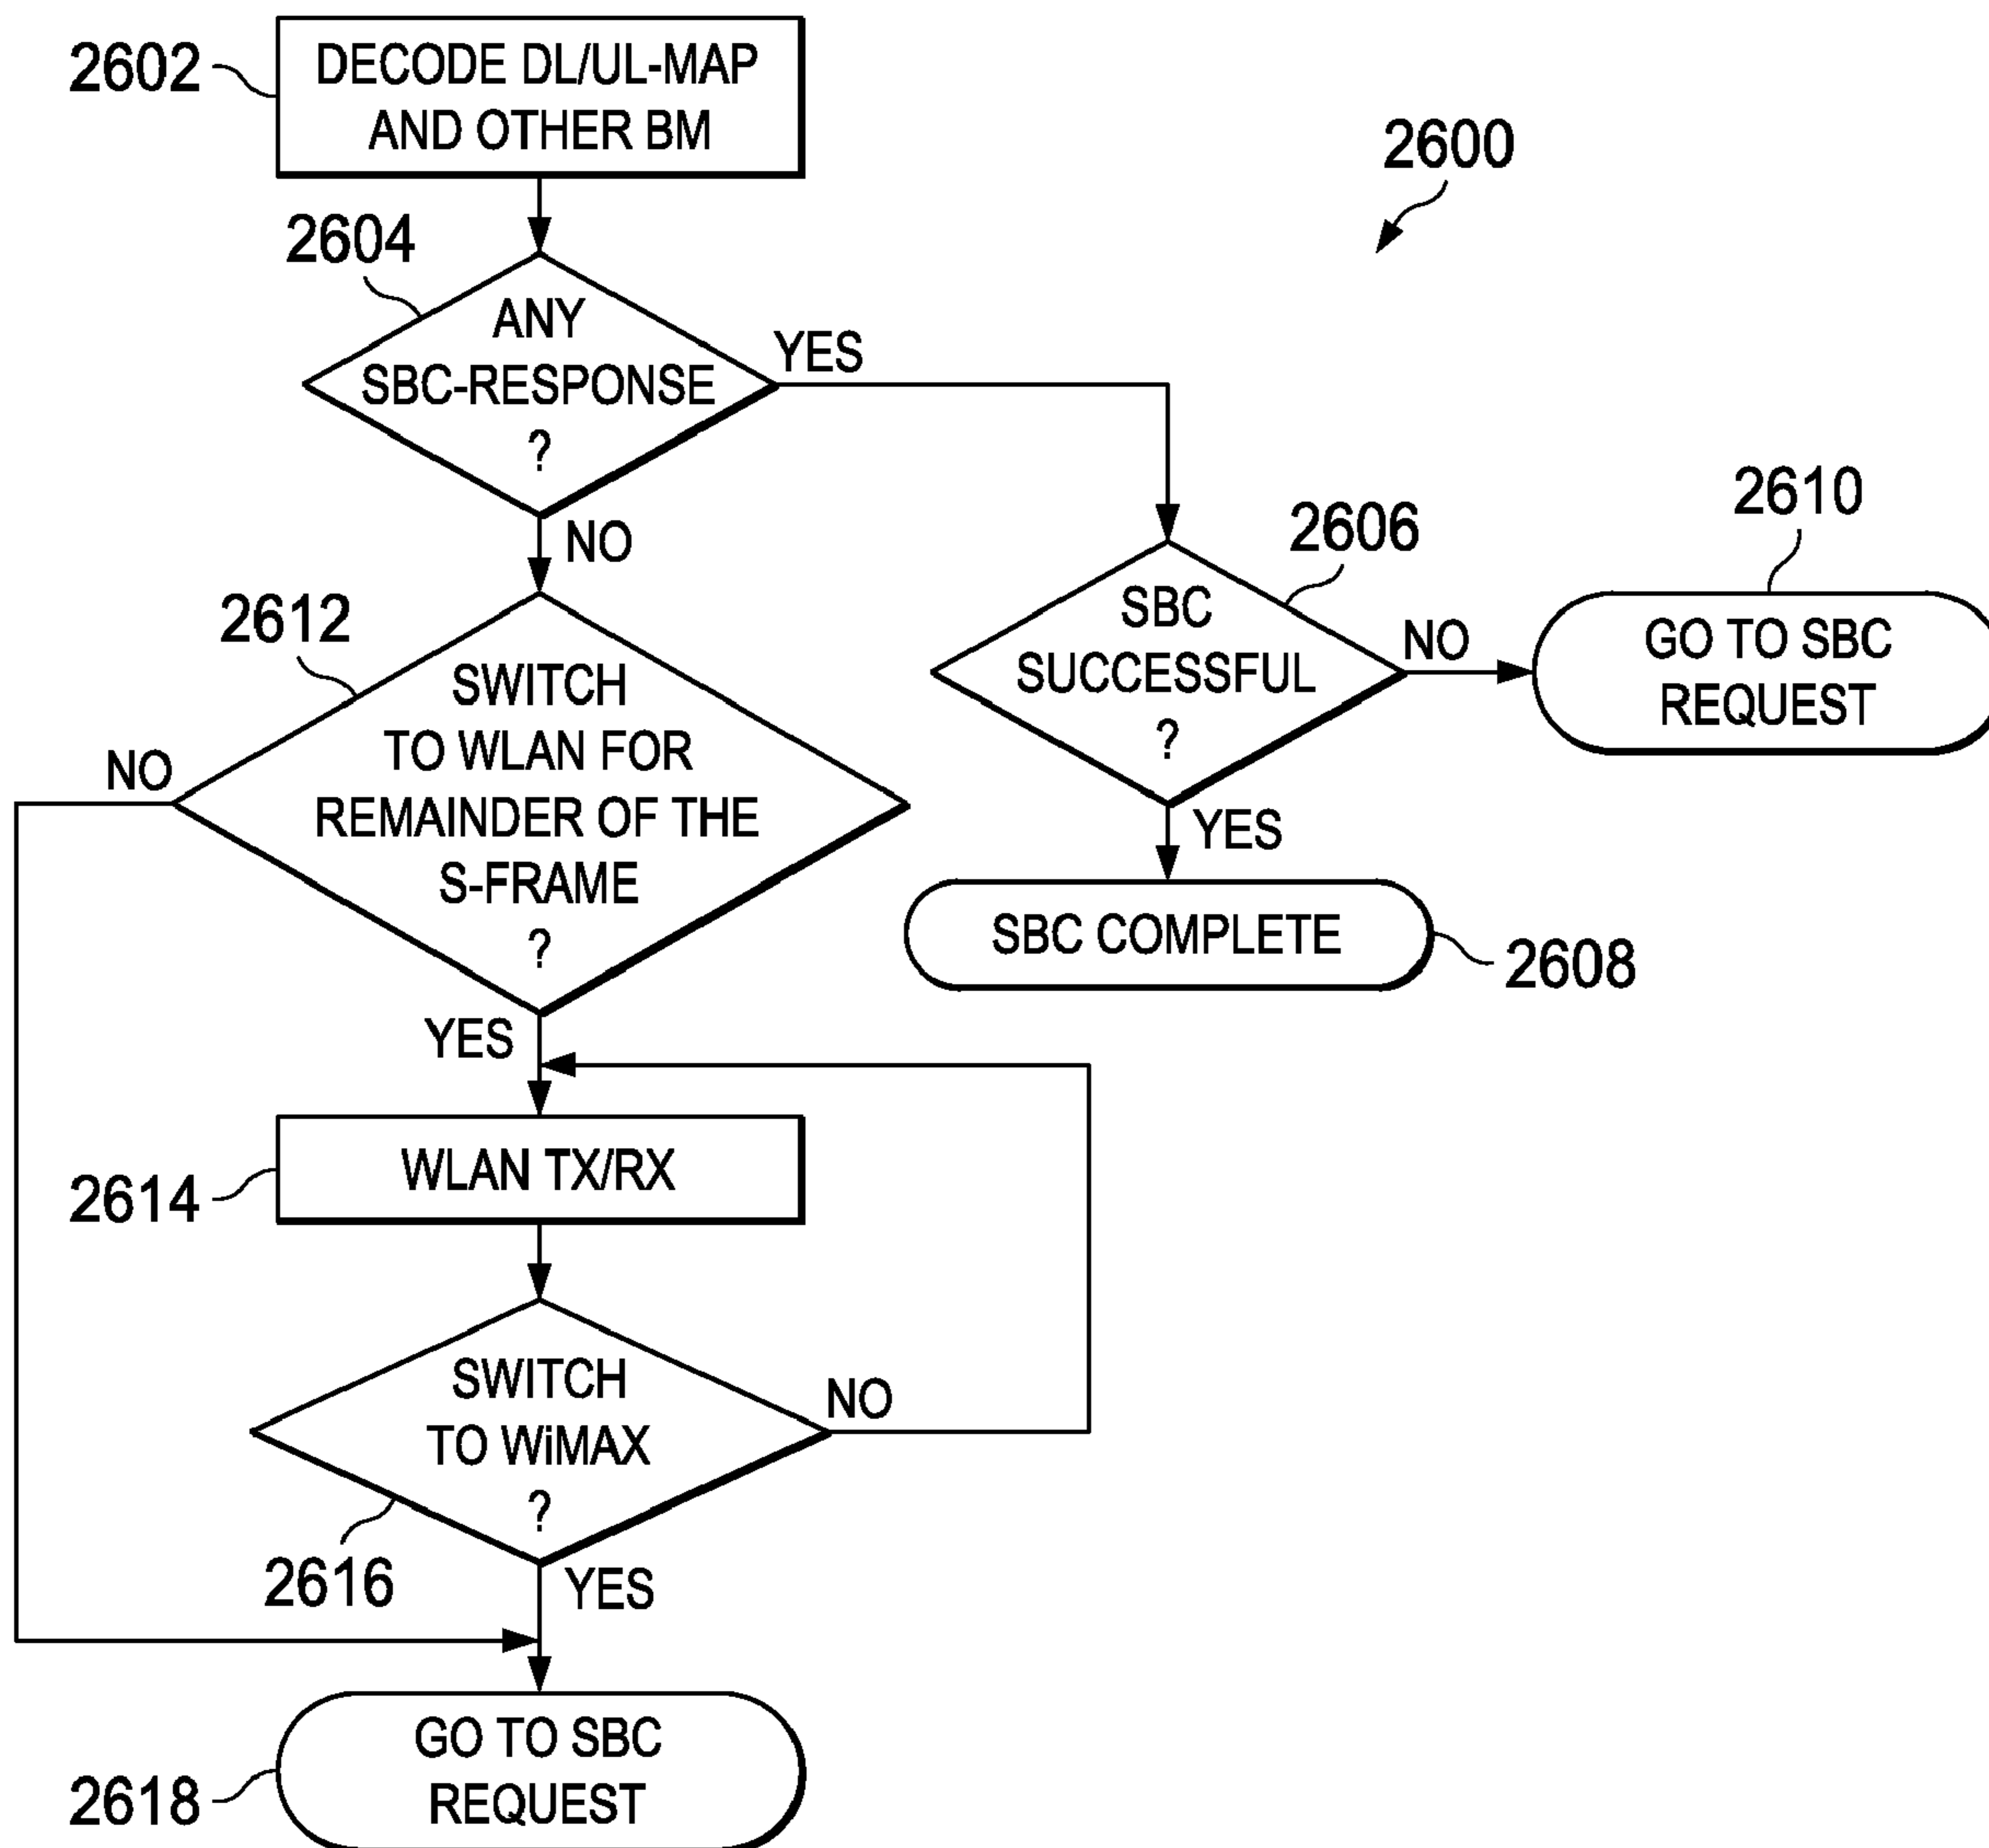 2602
DECODE DL/UL-MAP
AND OTHER BM
2600
2604
ANY
SBC-RESPONSE
?
YES
NO
2606
SBC
SUCCESSFUL
?
NO
2610
GO TO SBC
REQUEST
YES
SBC COMPLETE
2608
2612
SWITCH
TO WLAN FOR
REMAINDER OF THE
S-FRAME
?
NO
YES
2614
WLAN TX/RX
SWITCH
TO WiMAX
?
NO
2616
YES
2618
GO TO SBC
REQUEST